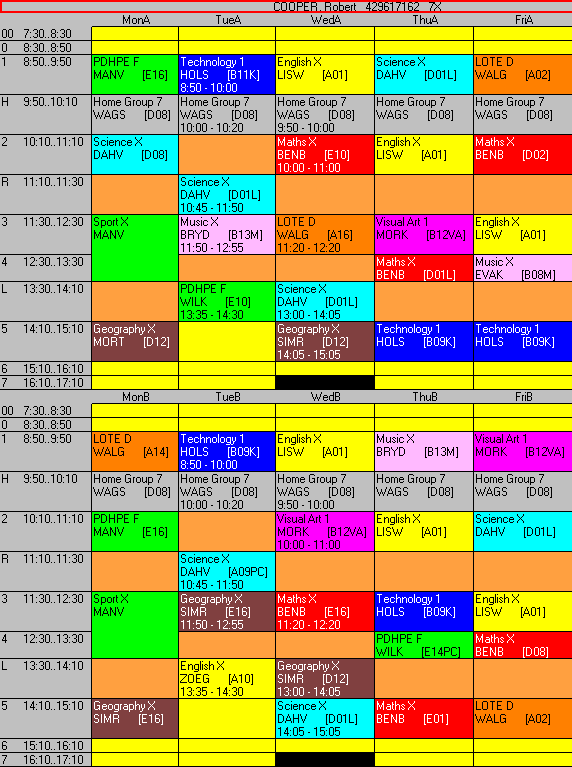 COOPER, Robert 429617162 7X
MonA TueA WedA ThuA FriA
00 7:30..8:30
0 8:30..8:50
1 8:50..9:50 PDHPE F Technology 1 English X Science X LOTE D
MANV [E16] HOLS [B11K] LISW [A01] DAHV [D01L] WALG [A02]
8:50 - 10:00
H 9:50..10:10 Home Group 7 Home Group 7 Home Group 7 Home Group 7 Home Group 7
WAGS [D08] WAGS [D08] WAGS [D08] WAGS [D08] WAGS [D08]
10:00 - 10:20 9:50 - 10:00
2 10:10..11:10 Science X Maths X English X Maths X
DAHV [D08] BENB [E10] LISW [A01] BENB [D02]
10:00 - 11:00
R 11:10..11:30 Science X
DAHV [D01L]
10:45 - 11:50
3 11:30..12:30 Sport X Music X LOTE D Visual Art 1 English X
MANV BRYD [B13M] WALG [A16] MORK [B12VA] LISW [A01]
11:50 - 12:55 11:20 - 12:20
4 12:30..13:30 Maths X Music X
BENB [D01L] EVAK [B08M]
L 13:30..14:10 PDHPE F Science X
WILK [E10] DAHV [D01L]
13:35 - 14:30 13:00 - 14:05
5 14:10..15:10 Geography X Geography X Technology 1 Technology 1
MORT [D12] SIMR [D12] HOLS [B09K] HOLS [B09K]
14:05 - 15:05
6 15:10..16:10
7 16:10..17:10
MonB TueB WedB ThuB FriB
00 7:30..8:30
0 8:30..8:50
1 8:50..9:50 LOTE D Technology 1 English X Music X Visual Art 1
WALG [A14] HOLS [B09K] LISW [A01] BRYD [B13M] MORK [B12VA]
8:50 - 10:00
H 9:50..10:10 Home Group 7 Home Group 7 Home Group 7 Home Group 7 Home Group 7
WAGS [D08] WAGS [D08] WAGS [D08] WAGS [D08] WAGS [D08]
10:00 - 10:20 9:50 - 10:00
2 10:10..11:10 PDHPE F Visual Art 1 English X Science X
MANV [E16] MORK [B12VA] LISW [A01] DAHV [D01L]
10:00 - 11:00
R 11:10..11:30 Science X
DAHV [A09PC]
10:45 - 11:50
3 11:30..12:30 Sport X Geography X Maths X Technology 1 English X
MANV SIMR [E16] BENB [E16] HOLS [B09K] LISW [A01]
11:50 - 12:55 11:20 - 12:20
4 12:30..13:30 PDHPE F Maths X
WILK [E14PC] BENB [D08]
L 13:30..14:10 English X Geography X
ZOEG [A10] SIMR [D12]
13:35 - 14:30 13:00 - 14:05
5 14:10..15:10 Geography X Science X Maths X LOTE D
SIMR [E16] DAHV [D01L] BENB [E01] WALG [A02]
14:05 - 15:05
6 15:10..16:10
7 16:10..17:10